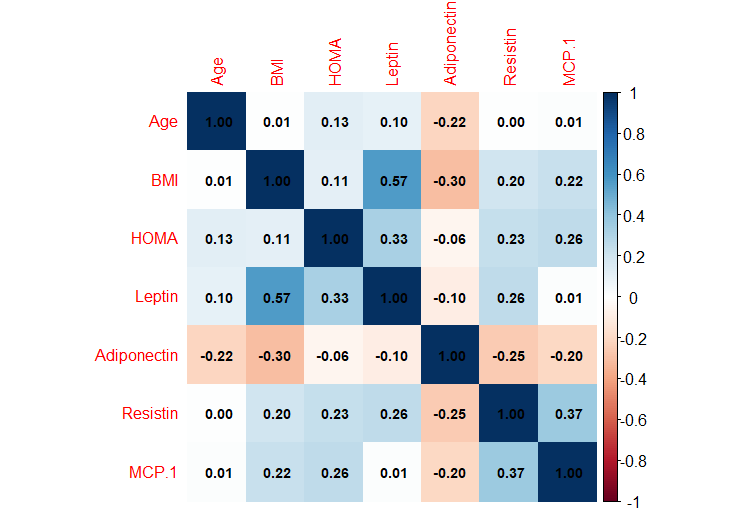 Age BMI HOMA Leptin Adiponectin Resistin MCP.1
Age 1.00 0.01 0.13 0.10 -0.22 0.00 0.01
BMI 0.01 1.00 0.11 0.57 -0.30 0.20 0.22
HOMA 0.13 0.11 1.00 0.33 -0.06 0.23 0.26
Leptin 0.10 0.57 0.33 1.00 -0.10 0.26 0.01
Adiponectin -0.22 -0.30 -0.06 -0.10 1.00 -0.25 -0.20
Resistin 0.00 0.20 0.23 0.26 -0.25 1.00 0.37
MCP.1 0.01 0.22 0.26 0.01 -0.20 0.37 1.00
1
0.8
0.6
0.4
0.2
0
-0.2
-0.4
-0.6
-0.8
-1